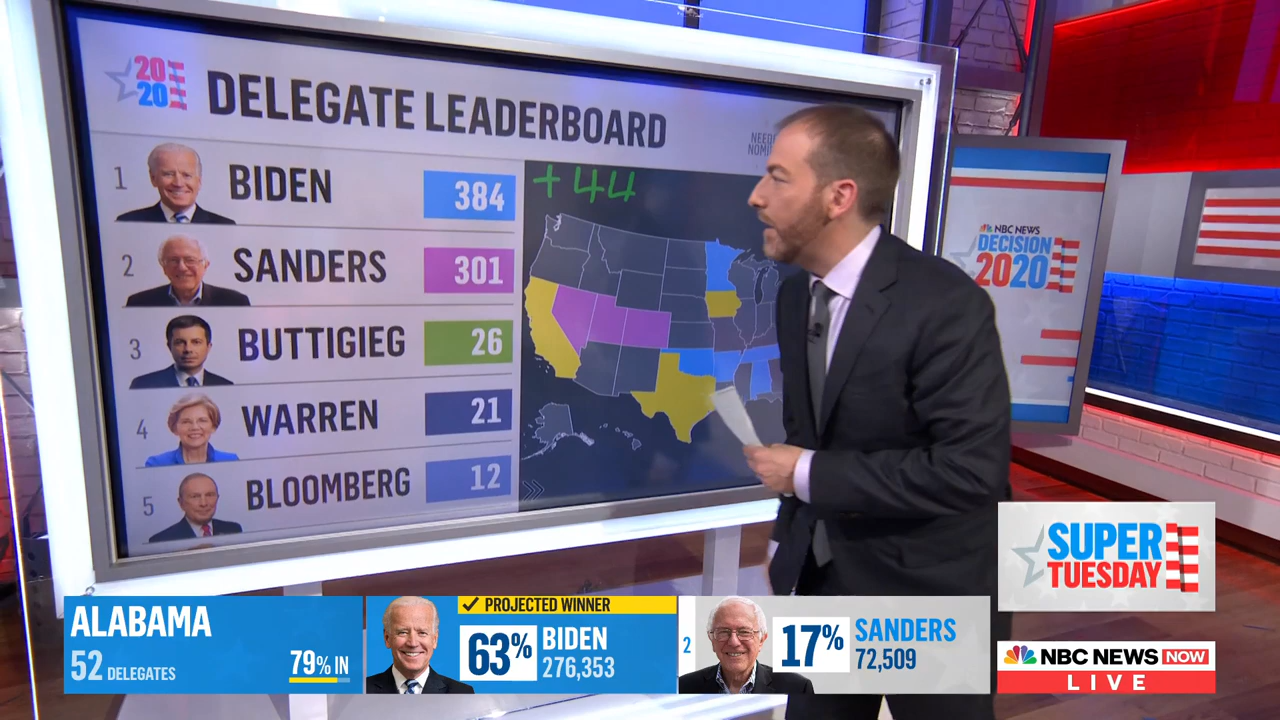 2020
DELEGATE LEADERBOARD
1 BIDEN 384
2 SANDERS 301
3 BUTTIGIEG 26
4 WARREN 21
5 BLOOMBERG 12
+44
NBC NEWS
DECISION
2020
SUPER
TUESDAY
ALABAMA
52 DELEGATES
79% IN
PROJECTED WINNER
63% BIDEN
276,353
2
17% SANDERS
72,509
NBC NEWS NOW
LIVE